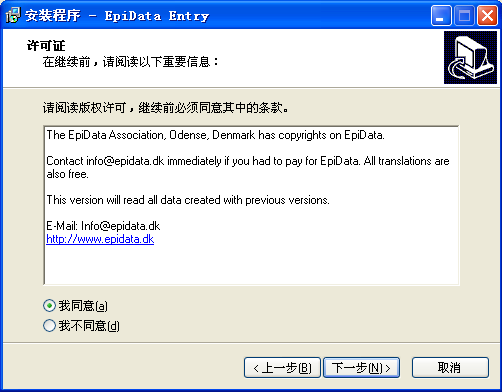 安装程序 - EpiData Entry
许可证
在继续前，请阅读以下重要信息：
请阅读版权许可，继续前必须同意其中的条款。
The EpiData Association, Odense, Denmark has copyrights on EpiData.
Contact info@epidata.dk immediately if you had to pay for EpiData. All translations are
also free.
This version will read all data created with previous versions.
E-Mail: Info@epidata.dk
http://www.epidata.dk
我同意(a)
我不同意(d)
<上一步(B) 下一步(N)> 取消